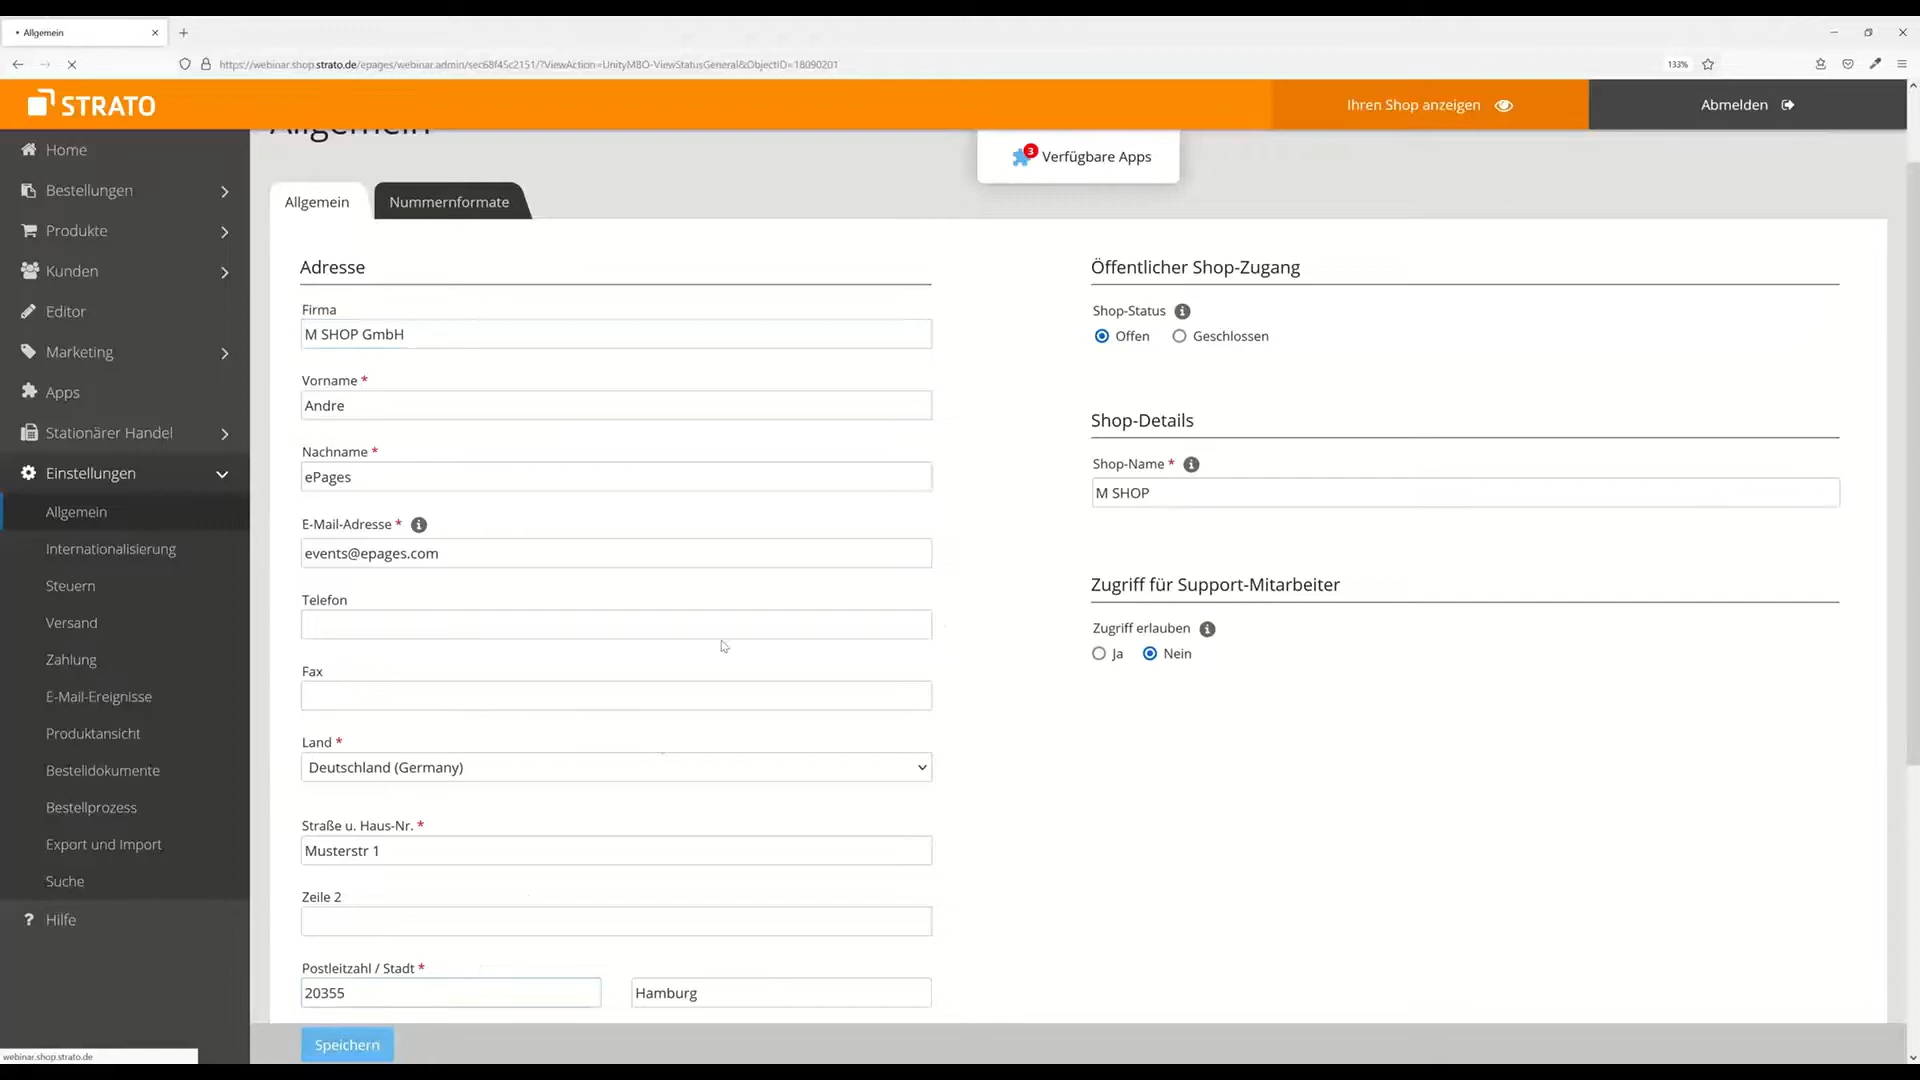 Allgemein
https://webinar.shop.strato.de/epages/webinar.admin/sec68f45c2151/?ViewAction=UnityMBO-ViewStatusGeneral&ObjectID=18090201
133%
STRATO
Ihren Shop anzeigen
Abmelden
Allgemein
3
Verfügbare Apps
Home
Bestellungen
Produkte
Kunden
Editor
Marketing
Apps
Stationärer Handel
Einstellungen
Allgemein
Internationalisierung
Steuern
Versand
Zahlung
E-Mail-Ereignisse
Produktansicht
Bestelldokumente
Bestellprozess
Export und Import
Suche
? Hilfe
webinar.shop.strato.de
Allgemein
Nummernformate
Adresse
Firma
M SHOP GmbH
Vorname *
Andre
Nachname *
ePages
E-Mail-Adresse *
events@epages.com
Telefon
Fax
Land *
Deutschland (Germany)
Straße u. Haus-Nr. *
Musterstr 1
Zeile 2
Postleitzahl / Stadt *
20355
Hamburg
Speichern
Öffentlicher Shop-Zugang
Shop-Status
Offen
Geschlossen
Shop-Details
Shop-Name *
M SHOP
Zugriff für Support-Mitarbeiter
Zugriff erlauben
Ja
Nein